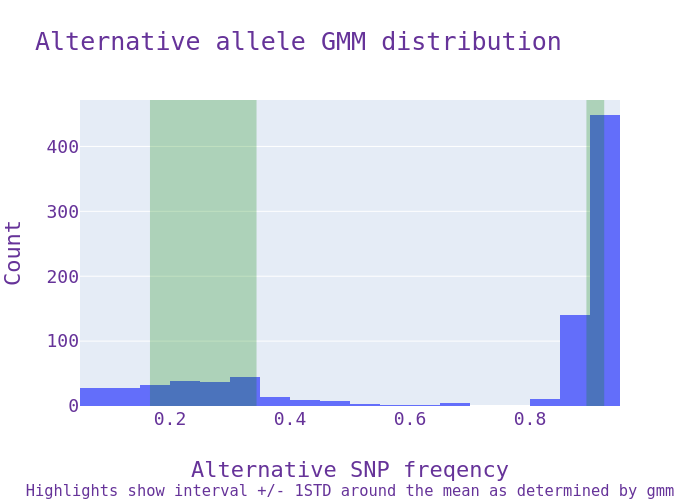 Alternative allele GMM distribution
400
300
200
100
0
Count
0.2 0.4 0.6 0.8
Alternative SNP freqency
Highlights show interval +/- 1STD around the mean as determined by gmm